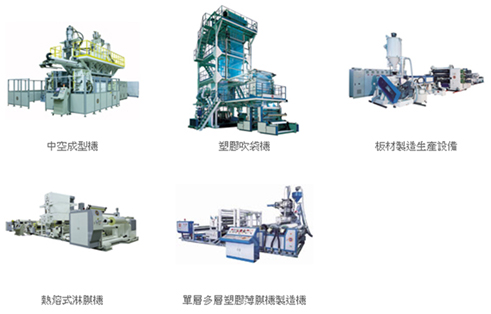 中空成型機
塑膠吹袋機
板材製造生產設備
熱熔式淋膜機
單層多層塑膠薄膜機製造機